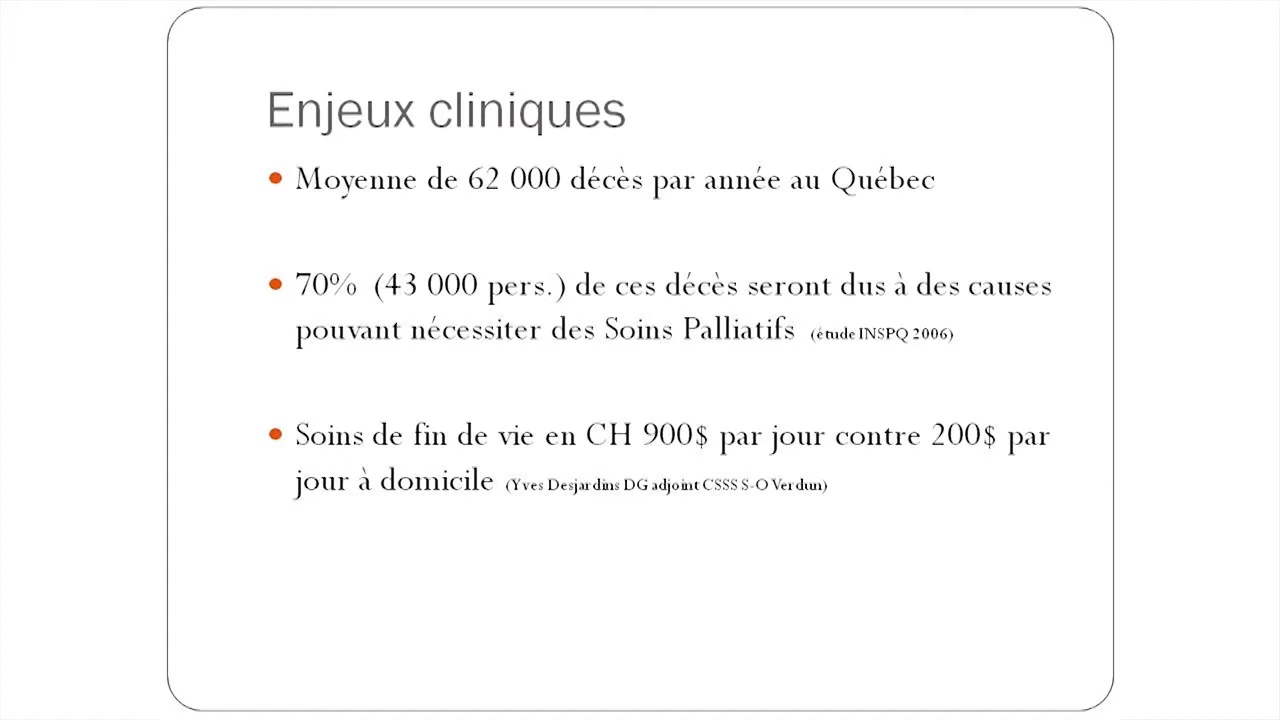 Enjeux cliniques
• Moyenne de 62 000 décès par année au Québec
• 70% (43 000 pers.) de ces décès seront dus à des causes
pouvant nécessiter des Soins Palliatifs (étude INSPQ 2006)
• Soins de fin de vie en CH 900$ par jour contre 200$ par
jour à domicile (Yves Desjardins DG adjoint CSSS S-O Verdun)